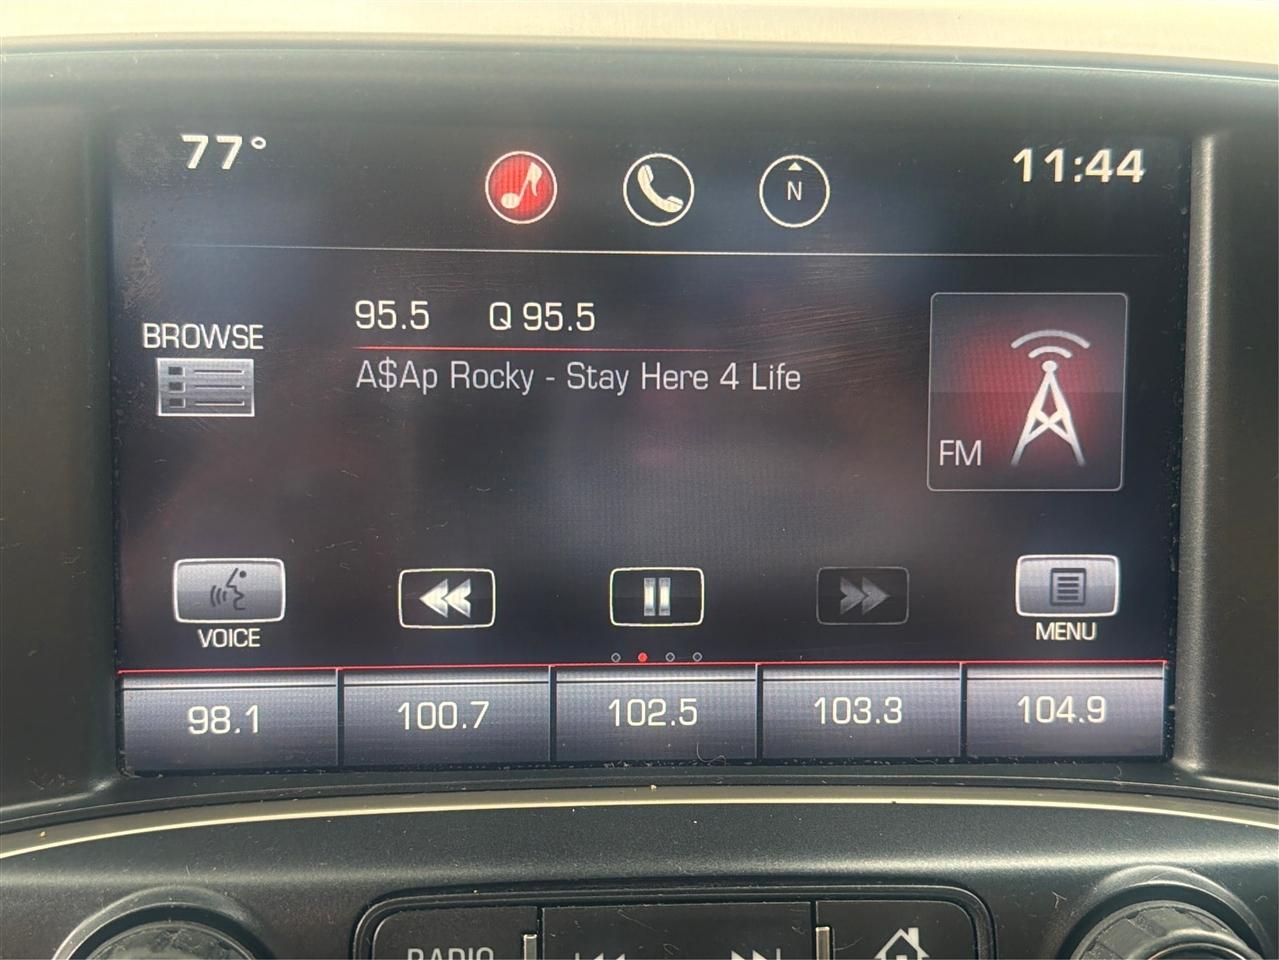 77°
11:44
N
95.5 Q 95.5
BROWSE
A$Ap Rocky - Stay Here 4 Life
FM
VOICE
MENU
98.1
100.7
102.5
103.3
104.9
RADIO